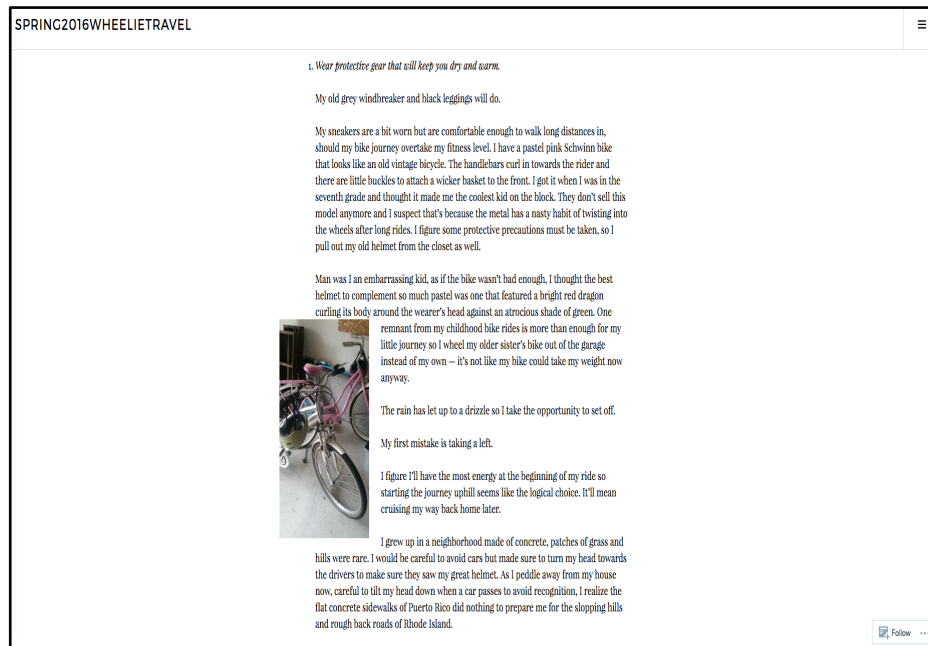 SPRING2016WHEELIETRAVEL
1. Wear protective gear that will keep you dry and warm.
My old grey windbreaker and black leggings will do.
My sneakers are a bit worn but are comfortable enough to walk long distances in,
should my bike journey overtake my fitness level. I have a pastel pink Schwinn bike
that looks like an old vintage bicycle. The handlebars curl in towards the rider and
there are little buckles to attach a wicker basket to the front. I got it when I was in the
seventh grade and thought it made me the coolest kid on the block. They don't sell this
model anymore and I suspect that's because the metal has a nasty habit of twisting into
the wheels after long rides. I figure some protective precautions must be taken, so I
pull out my old helmet from the closet as well.
Man was I an embarrassing kid, as if the bike wasn't bad enough, I thought the best
helmet to complement so much pastel was one that featured a bright red dragon
curling its body around the wearer's head against an atrocious shade of green. One
remnant from my childhood bike rides is more than enough for my
little journey so I wheel my older sister's bike out of the garage
instead of my own — it's not like my bike could take my weight now
anyway.
The rain has let up to a drizzle so I take the opportunity to set off.
My first mistake is taking a left.
I figure I'll have the most energy at the beginning of my ride so
starting the journey uphill seems like the logical choice. It'll mean
cruising my way back home later.
I grew up in a neighborhood made of concrete, patches of grass and
hills were rare. I would be careful to avoid cars but made sure to turn my head towards
the drivers to make sure they saw my great helmet. As I peddle away from my house
now, careful to tilt my head down when a car passes to avoid recognition, I realize the
flat concrete sidewalks of Puerto Rico did nothing to prepare me for the slopping hills
and rough back roads of Rhode Island.
Follow